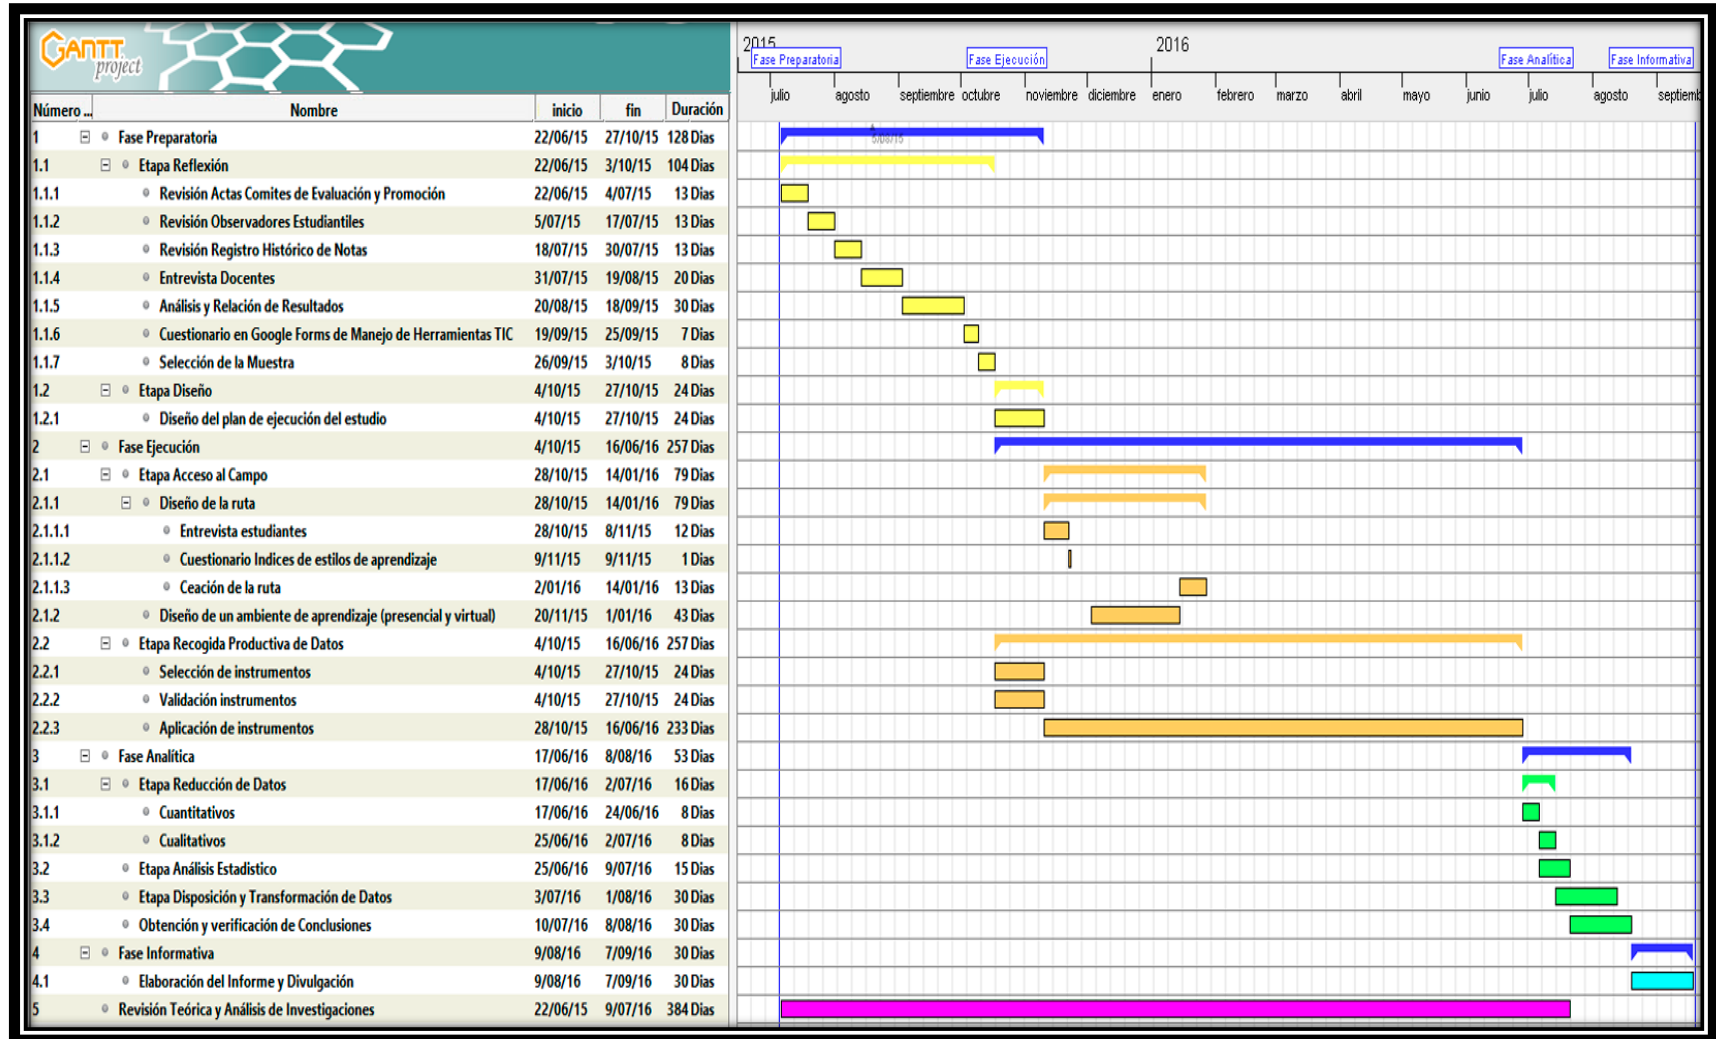 GANTT
project
2015
2016
Fase Preparatoria
Fase Ejecución
Fase Analítica
Fase Informativa
julio agosto septiembre octubre noviembre diciembre enero febrero marzo abril mayo junio julio agosto septiemb
Número ... Nombre inicio fin Duración
1 Fase Preparatoria 22/06/15 27/10/15 128 Dias
5/08/15
1.1 Etapa Reflexión 22/06/15 3/10/15 104 Dias
1.1.1 Revisión Actas Comites de Evaluación y Promoción 22/06/15 4/07/15 13 Dias
1.1.2 Revisión Observadores Estudiantiles 5/07/15 17/07/15 13 Dias
1.1.3 Revisión Registro Histórico de Notas 18/07/15 30/07/15 13 Dias
1.1.4 Entrevista Docentes 31/07/15 19/08/15 20 Dias
1.1.5 Análisis y Relación de Resultados 20/08/15 18/09/15 30 Dias
1.1.6 Cuestionario en Google Forms de Manejo de Herramientas TIC 19/09/15 25/09/15 7 Dias
1.1.7 Selección de la Muestra 26/09/15 3/10/15 8 Dias
1.2 Etapa Diseño 4/10/15 27/10/15 24 Dias
1.2.1 Diseño del plan de ejecución del estudio 4/10/15 27/10/15 24 Dias
2 Fase Ejecución 4/10/15 16/06/16 257 Dias
2.1 Etapa Acceso al Campo 28/10/15 14/01/16 79 Dias
2.1.1 Diseño de la ruta 28/10/15 14/01/16 79 Dias
2.1.1.1 Entrevista estudiantes 28/10/15 8/11/15 12 Dias
2.1.1.2 Cuestionario Indices de estilos de aprendizaje 9/11/15 9/11/15 1 Dias
2.1.1.3 Ceación de la ruta 2/01/16 14/01/16 13 Dias
2.1.2 Diseño de un ambiente de aprendizaje (presencial y virtual) 20/11/15 1/01/16 43 Dias
2.2 Etapa Recogida Productiva de Datos 4/10/15 16/06/16 257 Dias
2.2.1 Selección de instrumentos 4/10/15 27/10/15 24 Dias
2.2.2 Validación instrumentos 4/10/15 27/10/15 24 Dias
2.2.3 Aplicación de instrumentos 28/10/15 16/06/16 233 Dias
3 Fase Analítica 17/06/16 8/08/16 53 Dias
3.1 Etapa Reducción de Datos 17/06/16 2/07/16 16 Dias
3.1.1 Cuantitativos 17/06/16 24/06/16 8 Dias
3.1.2 Cualitativos 25/06/16 2/07/16 8 Dias
3.2 Etapa Análisis Estadistico 25/06/16 9/07/16 15 Dias
3.3 Etapa Disposición y Transformación de Datos 3/07/16 1/08/16 30 Dias
3.4 Obtención y verificación de Conclusiones 10/07/16 8/08/16 30 Dias
4 Fase Informativa 9/08/16 7/09/16 30 Dias
4.1 Elaboración del Informe y Divulgación 9/08/16 7/09/16 30 Dias
5 Revisión Teórica y Análisis de Investigaciones 22/06/15 9/07/16 384 Dias